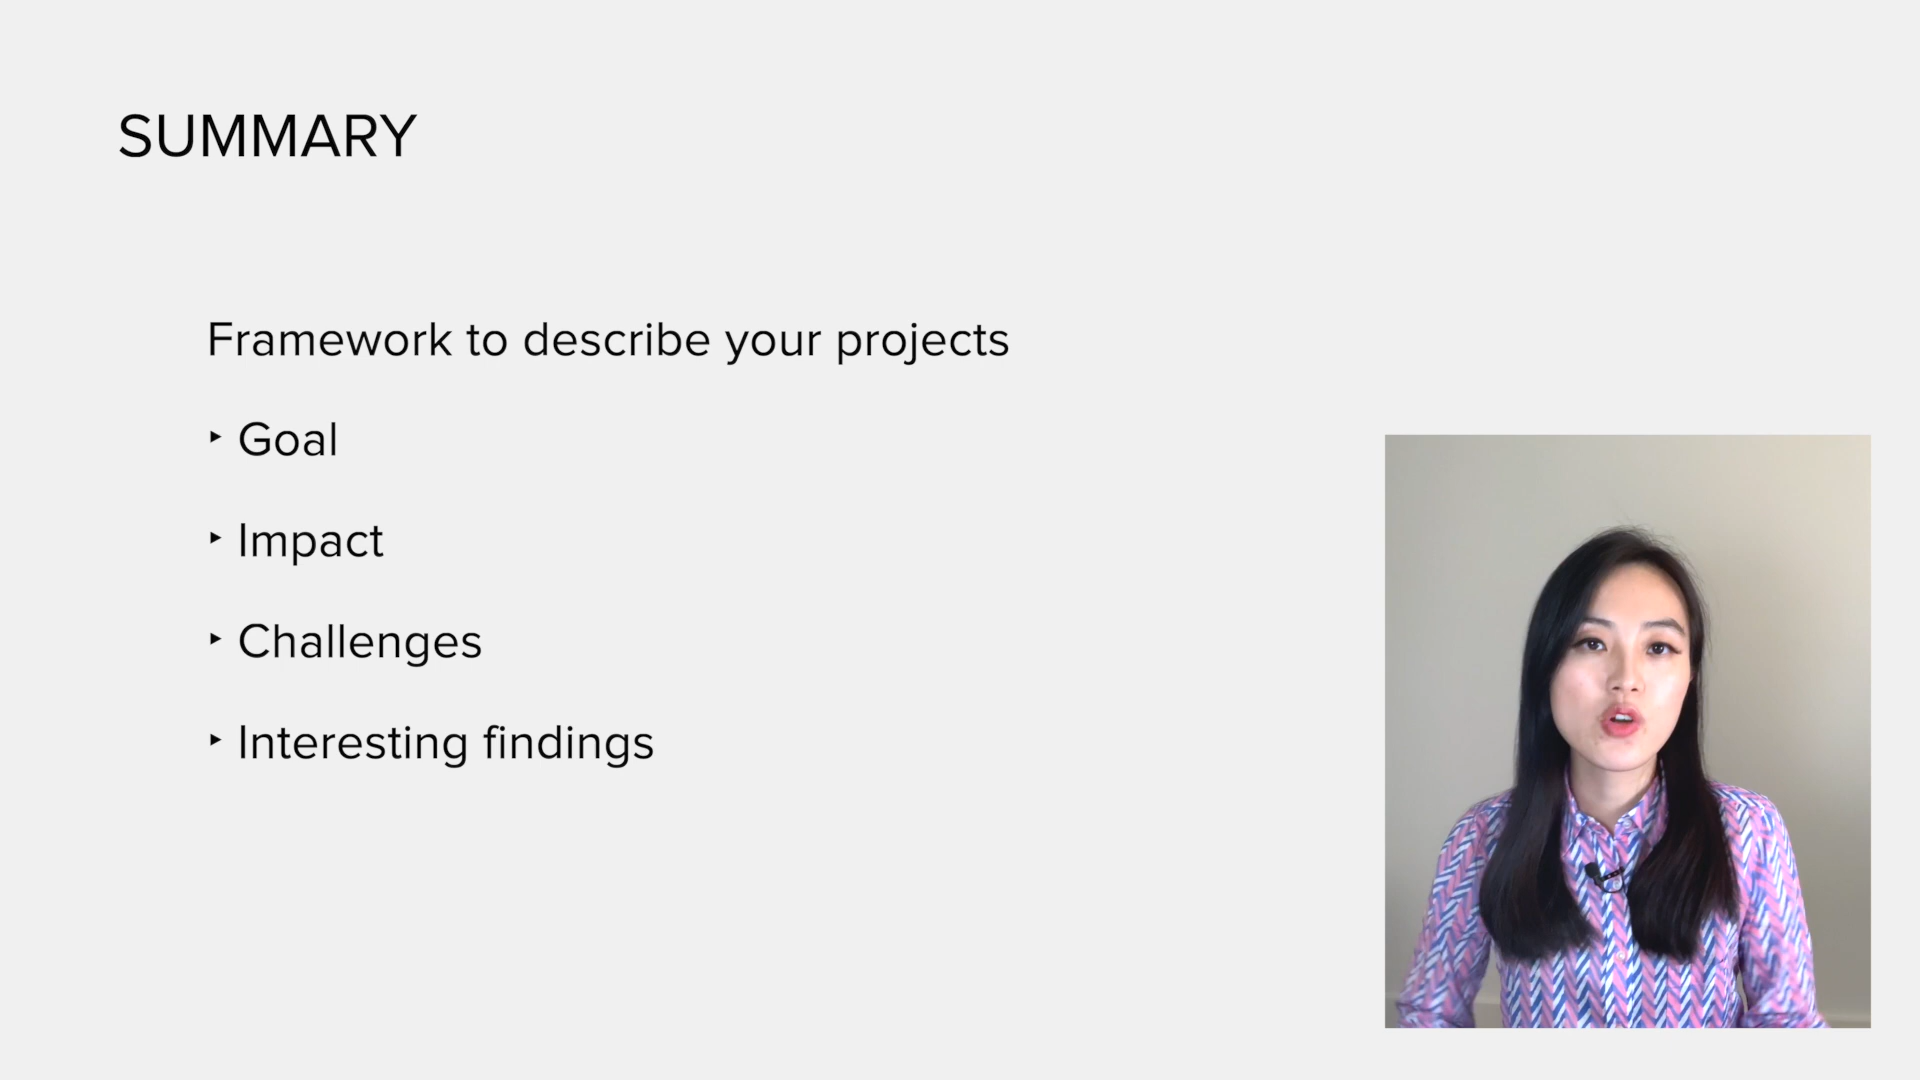 SUMMARY
Framework to describe your projects
‣ Goal
‣ Impact
‣ Challenges
‣ Interesting findings